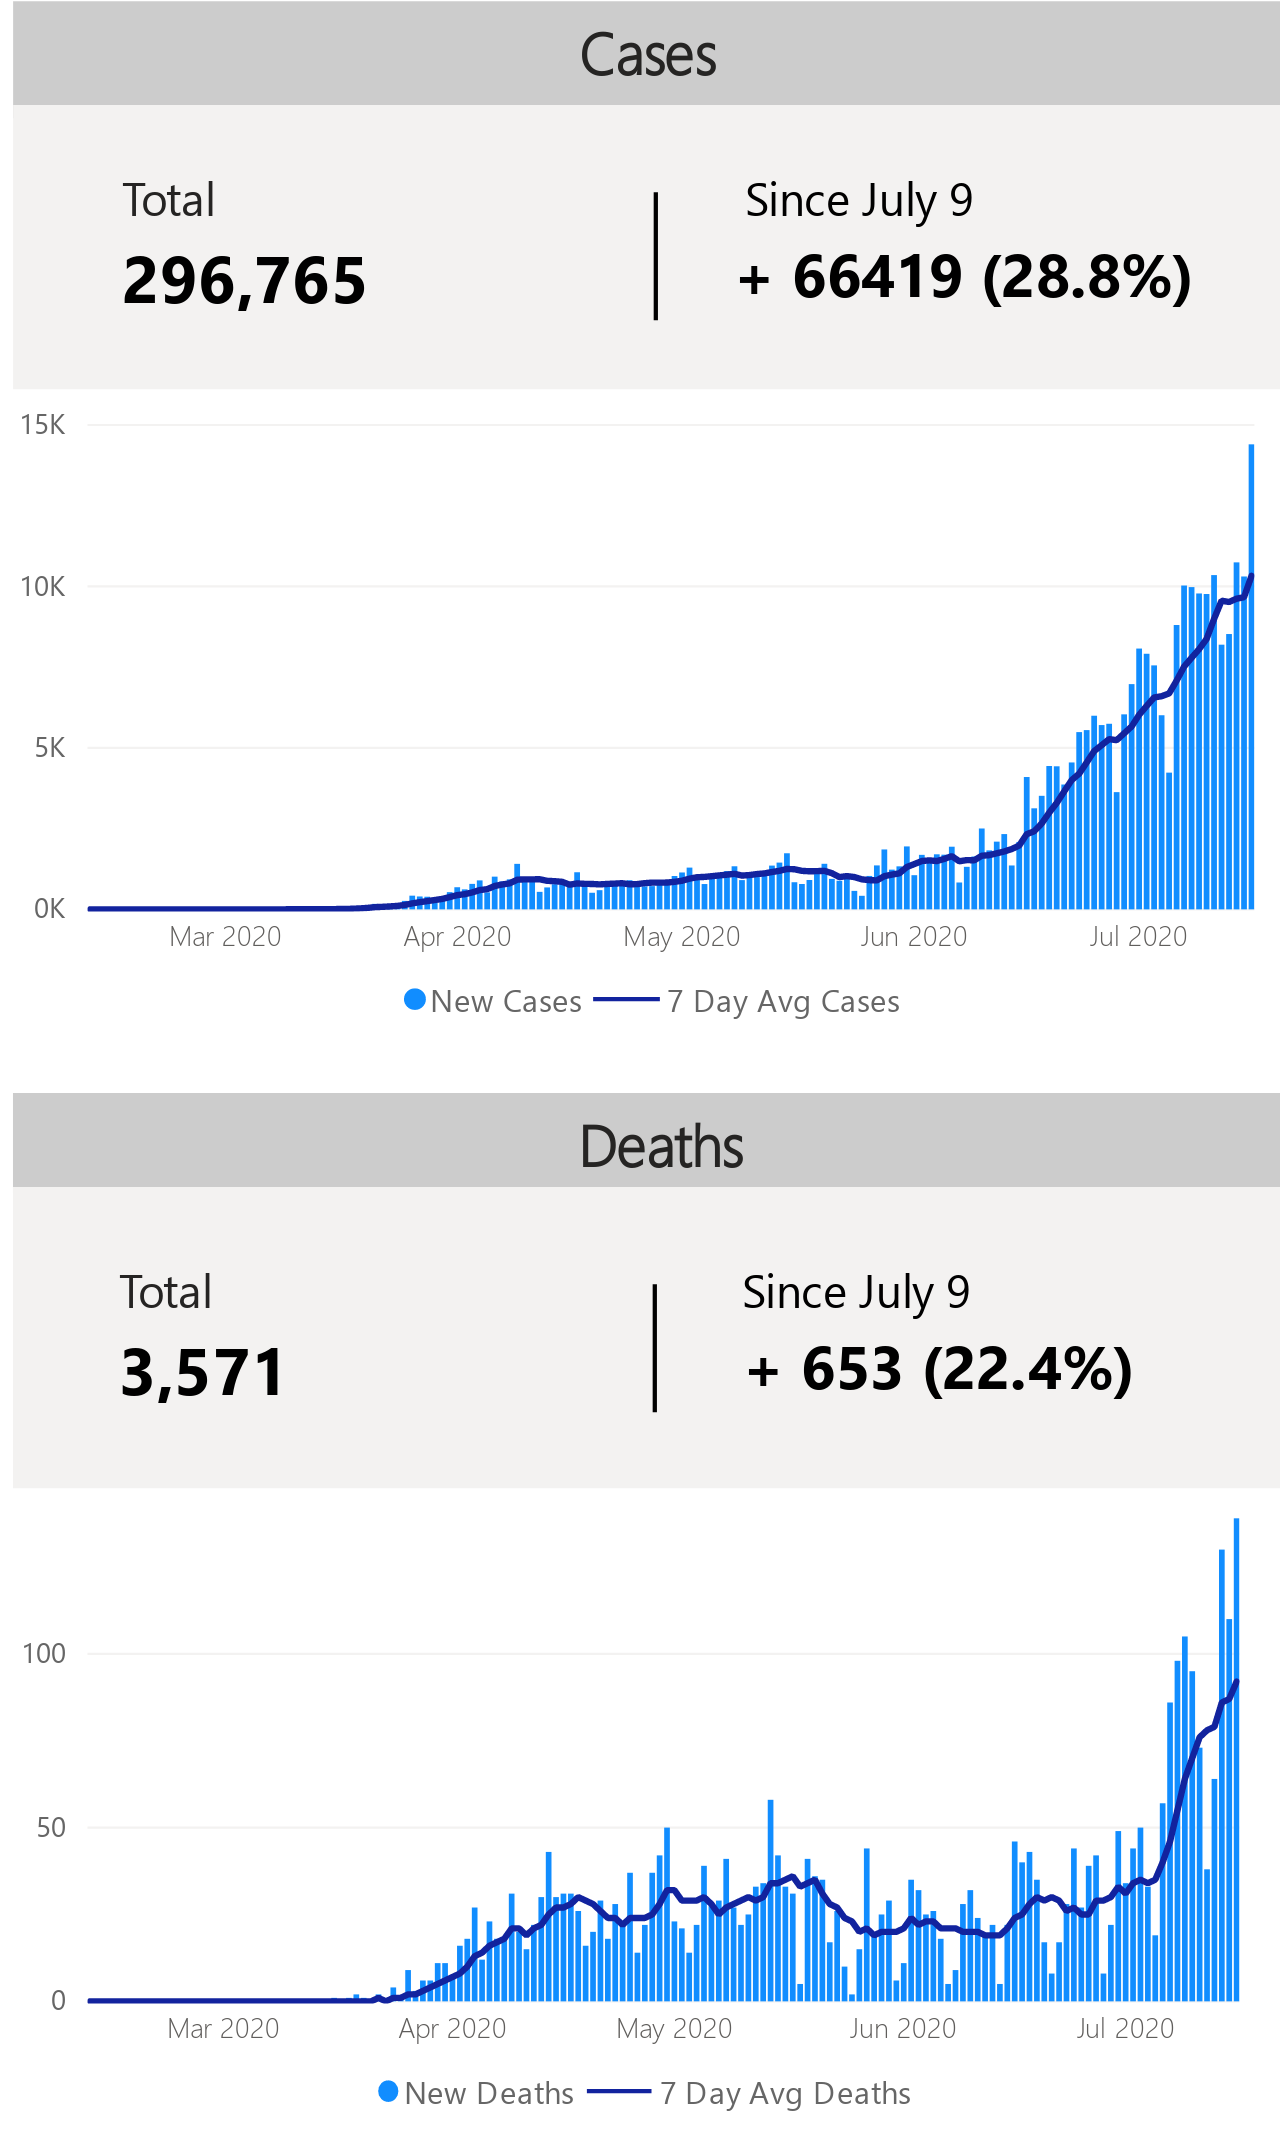 Cases
Total
Since July 9
296,765
+ 66419 (28.8%)
15K
10K
5K
0K
Mar 2020 Apr 2020 May 2020 Jun 2020 Jul 2020
New Cases 7 Day Avg Cases
Deaths
Total
Since July 9
3,571
+ 653 (22.4%)
100
50
0
Mar 2020 Apr 2020 May 2020 Jun 2020 Jul 2020
New Deaths 7 Day Avg Deaths